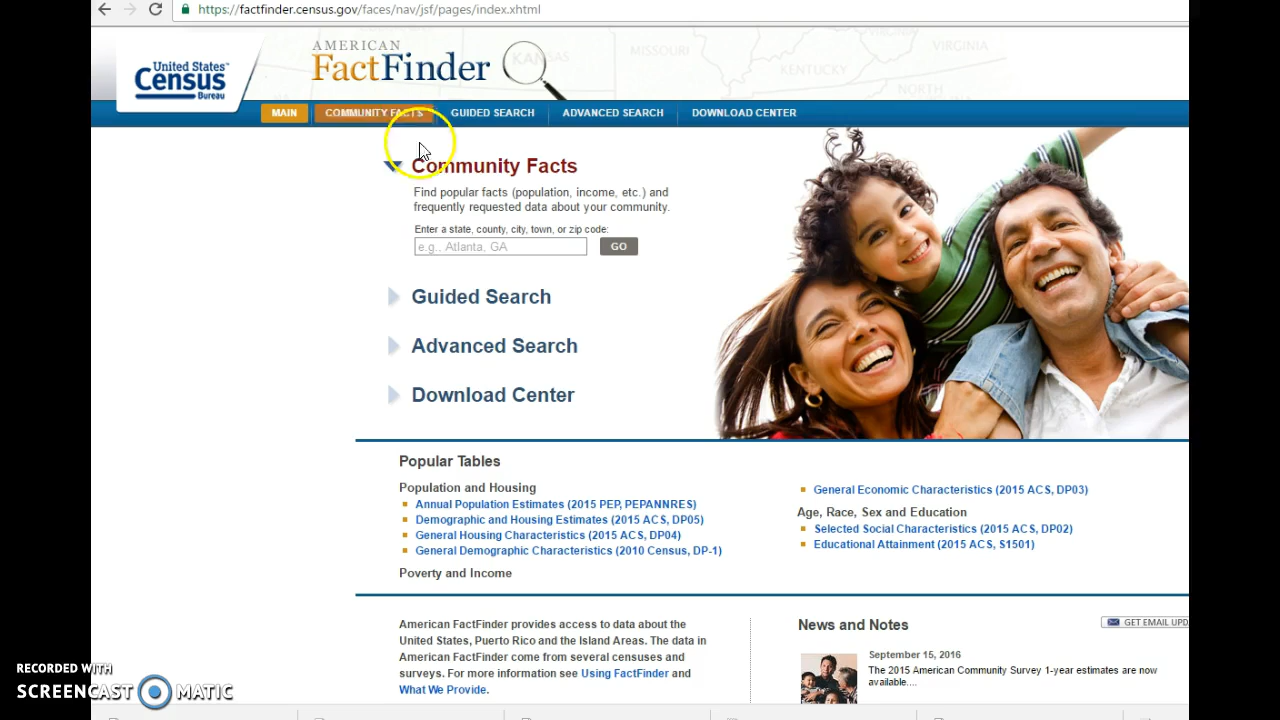 https://factfinder.census.gov/faces/nav/jsf/pages/index.xhtml
United States™
Census
Bureau
AMERICAN
FactFinder
KANSAS
MISSOURI
KENTUCKY
VIRGINIA
NORTH
MAIN
COMMUNITY FACTS
GUIDED SEARCH
ADVANCED SEARCH
DOWNLOAD CENTER
Community Facts
Find popular facts (population, income, etc.) and
frequently requested data about your community.
Enter a state, county, city, town, or zip code:
e.g., Atlanta, GA
GO
Guided Search
Advanced Search
Download Center
Popular Tables
Population and Housing
Annual Population Estimates (2015 PEP, PEPANNRES)
Demographic and Housing Estimates (2015 ACS, DP05)
General Housing Characteristics (2015 ACS, DP04)
General Demographic Characteristics (2010 Census, DP-1)
Poverty and Income
General Economic Characteristics (2015 ACS, DP03)
Age, Race, Sex and Education
Selected Social Characteristics (2015 ACS, DP02)
Educational Attainment (2015 ACS, S1501)
American FactFinder provides access to data about the
United States, Puerto Rico and the Island Areas. The data in
American FactFinder come from several censuses and
surveys. For more information see Using FactFinder and
What We Provide.
News and Notes
GET EMAIL UPD
September 15, 2016
The 2015 American Community Survey 1-year estimates are now
available....
RECORDED WITH
SCREENCAST MATIC